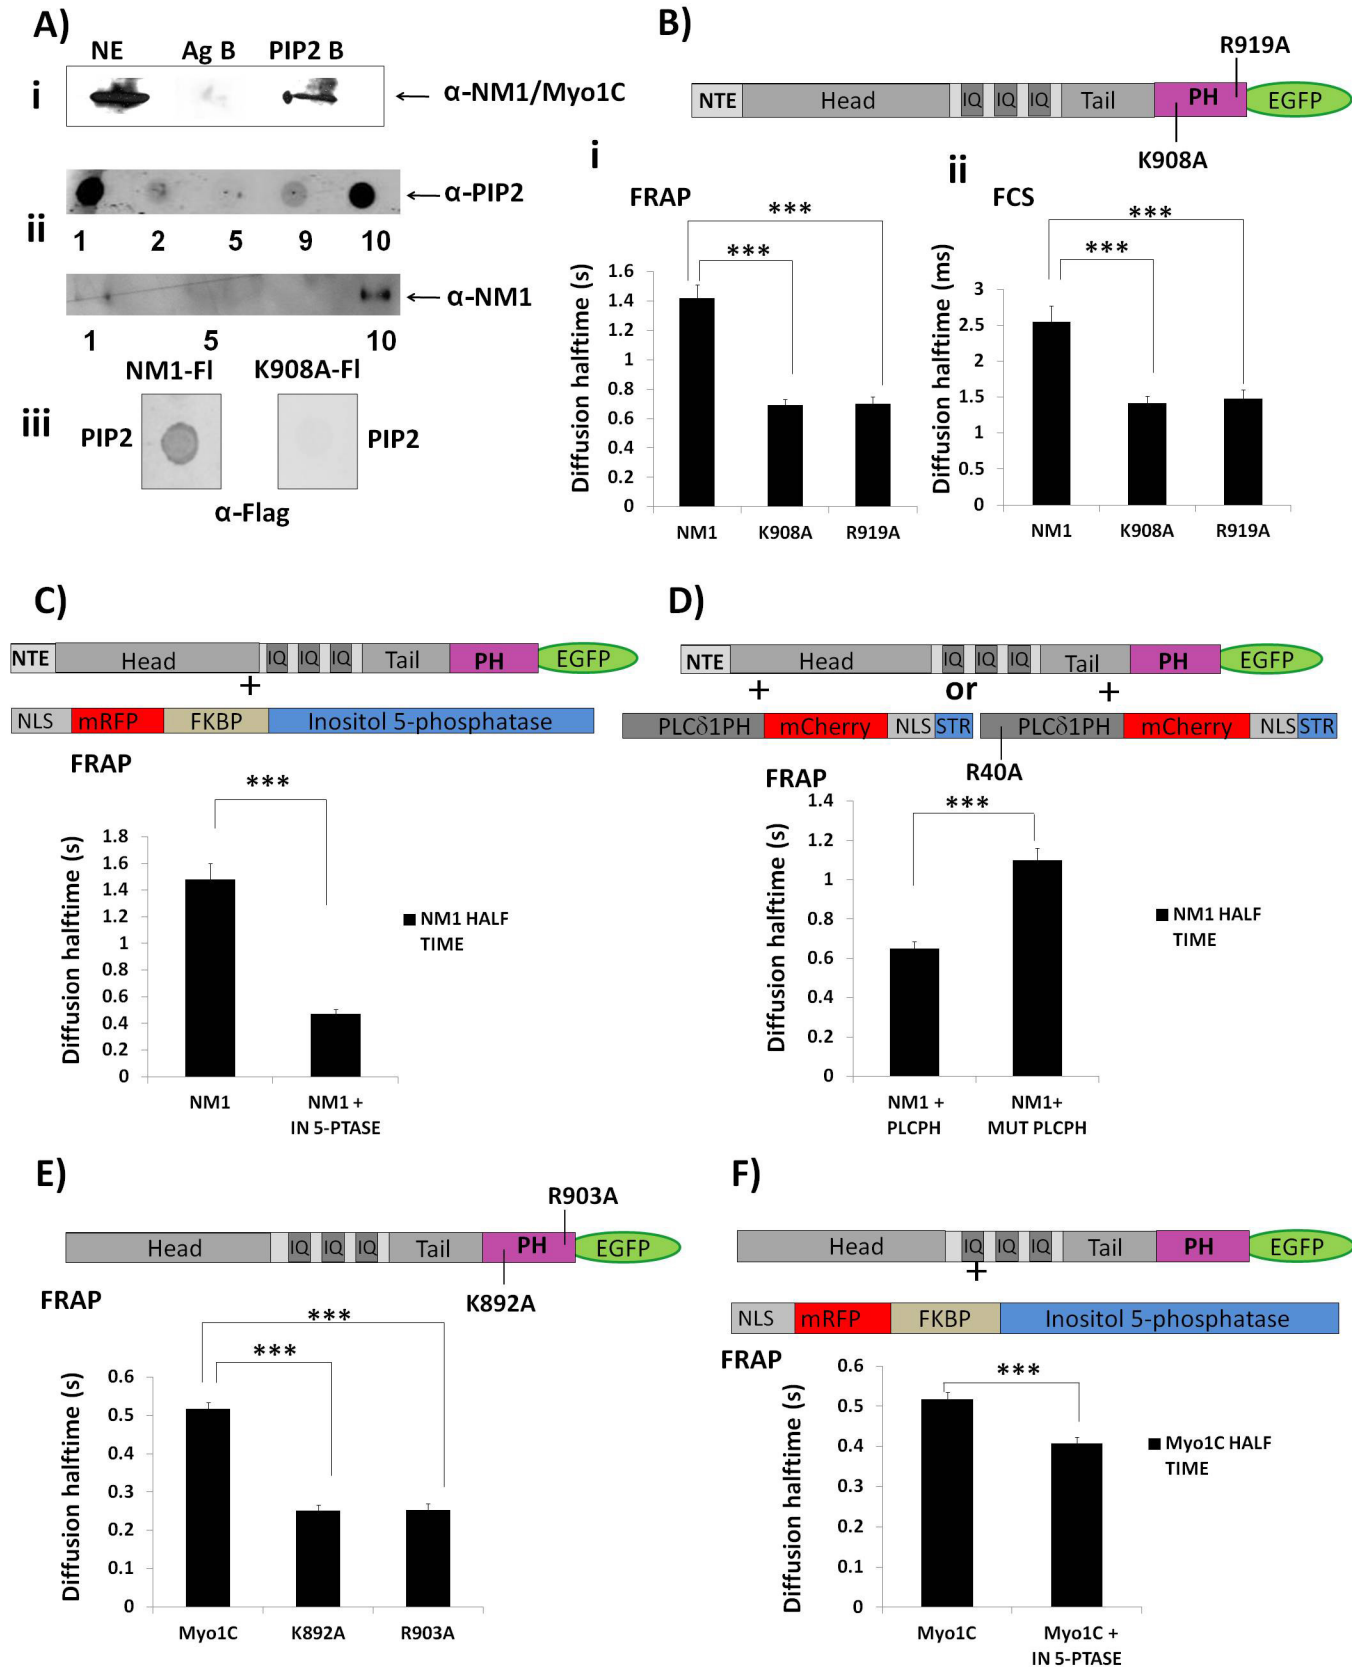 A)
NE Ag B PIP2 B
i
α-NM1/Myo1C
α-PIP2
ii
1 2 5 9 10
α-NM1
1 5 10
NM1-Fl K908A-Fl
iii
PIP2 PIP2
α-Flag
B)
R919A
NTE Head IQ IQ IQ Tail PH EGFP
K908A
i
FRAP
***
***
Diffusion halftime (s)
1.6
1.4
1.2
1
0.8
0.6
0.4
0.2
0
NM1 K908A R919A
ii
FCS
***
***
Diffusion halftime (ms)
3
2.5
2
1.5
1
0.5
0
NM1 K908A R919A
C)
NTE Head IQ IQ IQ Tail PH EGFP
+
NLS mRFP FKBP Inositol 5-phosphatase
FRAP
***
Diffusion halftime (s)
1.8
1.6
1.4
1.2
1
0.8
0.6
0.4
0.2
0
NM1 NM1 +
IN 5-PTASE
NM1 HALF
TIME
D)
NTE Head IQ IQ IQ Tail PH EGFP
+ or +
PLCδ1PH mCherry NLS STR PLCδ1PH mCherry NLS STR
R40A
FRAP
***
Diffusion halftime (s)
1.4
1.2
1
0.8
0.6
0.4
0.2
0
NM1 + NM1+
PLCPH MUT PLCPH
NM1 HALF
TIME
E)
R903A
Head IQ IQ IQ Tail PH EGFP
K892A
FRAP
***
***
Diffusion halftime (s)
0.6
0.5
0.4
0.3
0.2
0.1
0
Myo1C K892A R903A
F)
Head IQ IQ IQ Tail PH EGFP
+
NLS mRFP FKBP Inositol 5-phosphatase
FRAP
***
Diffusion halftime (s)
0.6
0.5
0.4
0.3
0.2
0.1
0
Myo1C Myo1C +
IN 5-PTASE
Myo1C HALF
TIME